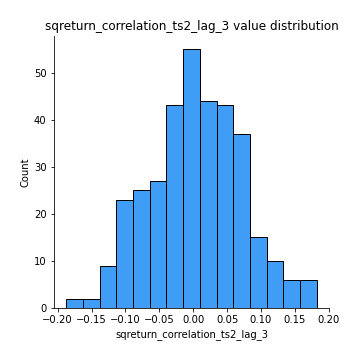 sqreturn_correlation_ts2_lag_3 value distribution
50
40
30
20
10
0
Count
−0.20 −0.15 −0.10 −0.05 0.00 0.05 0.10 0.15 0.20
sqreturn_correlation_ts2_lag_3